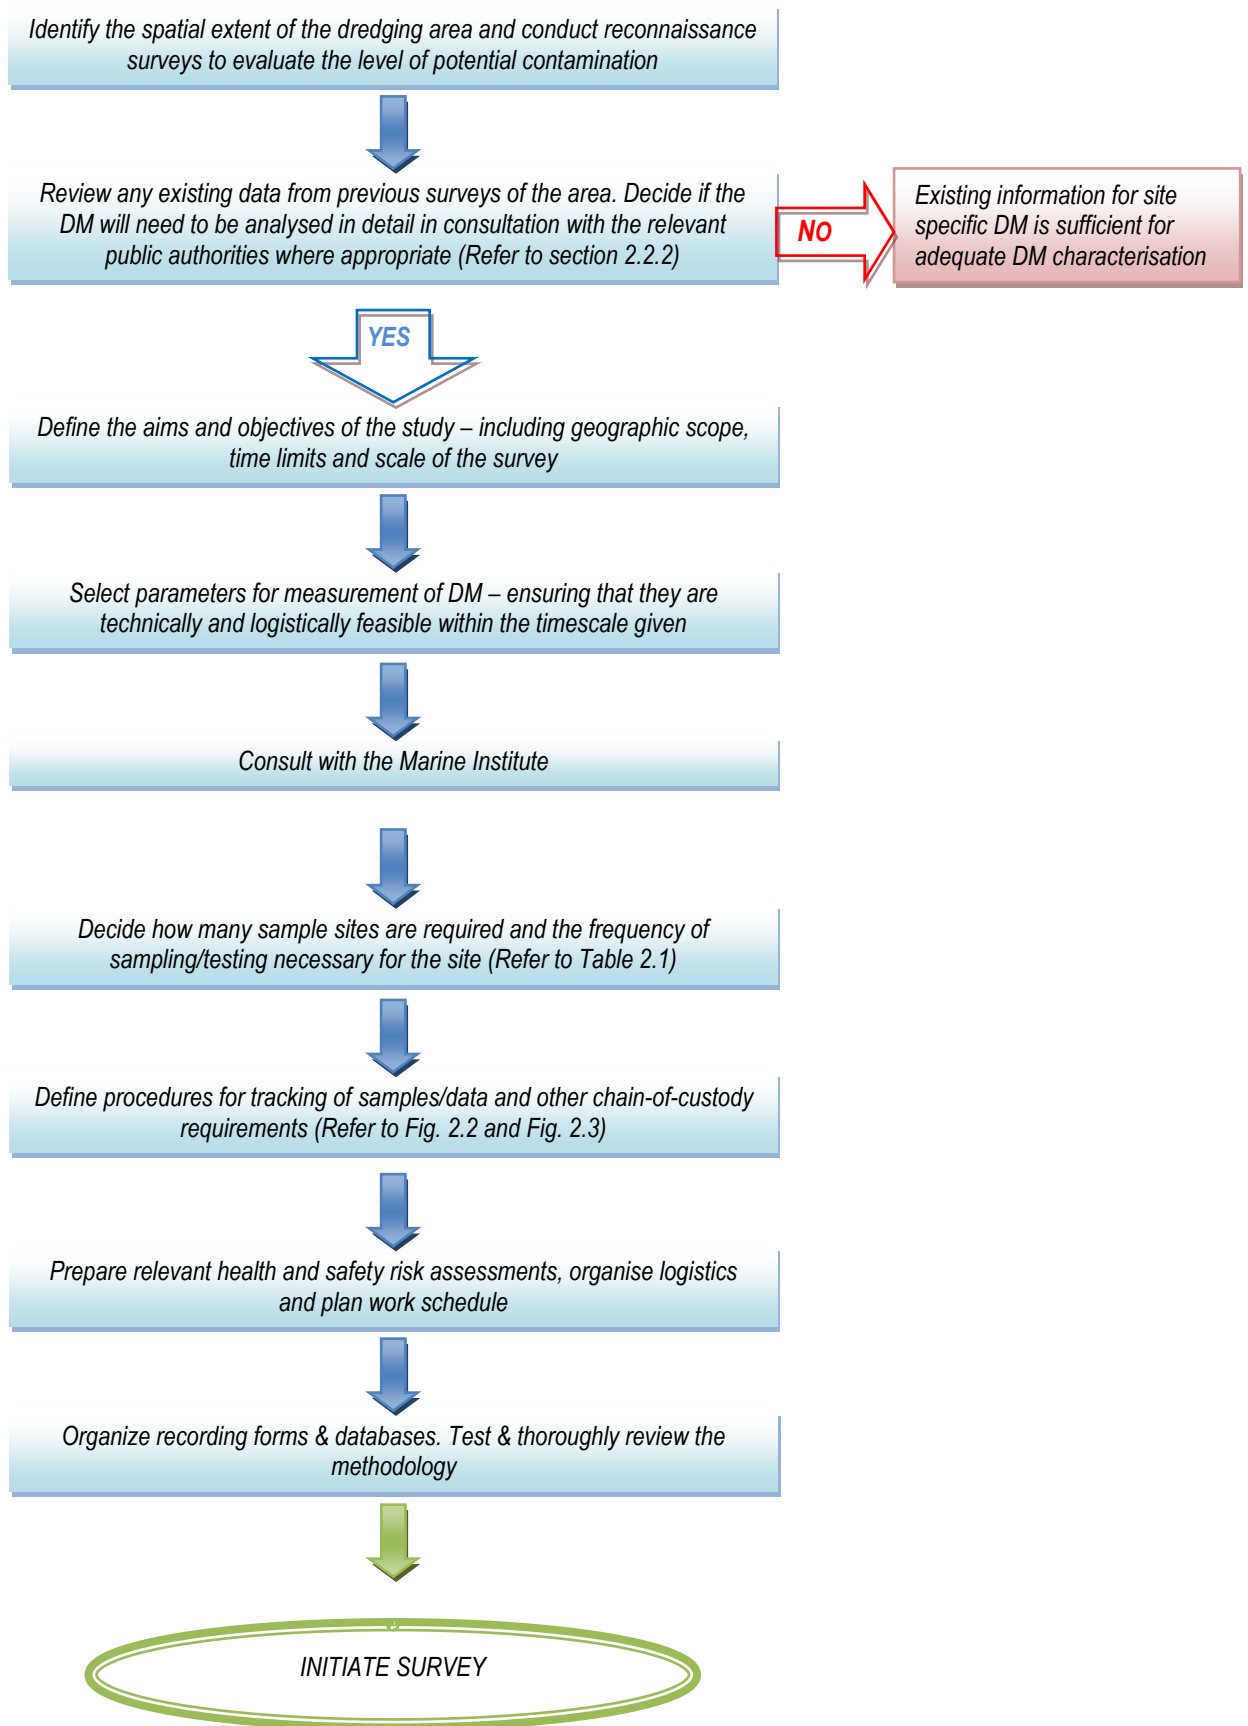 Identify the spatial extent of the dredging area and conduct reconnaissance
surveys to evaluate the level of potential contamination
Review any existing data from previous surveys of the area. Decide if the
DM will need to be analysed in detail in consultation with the relevant
public authorities where appropriate (Refer to section 2.2.2)
NO
Existing information for site
specific DM is sufficient for
adequate DM characterisation
YES
Define the aims and objectives of the study – including geographic scope,
time limits and scale of the survey
Select parameters for measurement of DM – ensuring that they are
technically and logistically feasible within the timescale given
Consult with the Marine Institute
Decide how many sample sites are required and the frequency of
sampling/testing necessary for the site (Refer to Table 2.1)
Define procedures for tracking of samples/data and other chain-of-custody
requirements (Refer to Fig. 2.2 and Fig. 2.3)
Prepare relevant health and safety risk assessments, organise logistics
and plan work schedule
Organize recording forms & databases. Test & thoroughly review the
methodology
INITIATE SURVEY